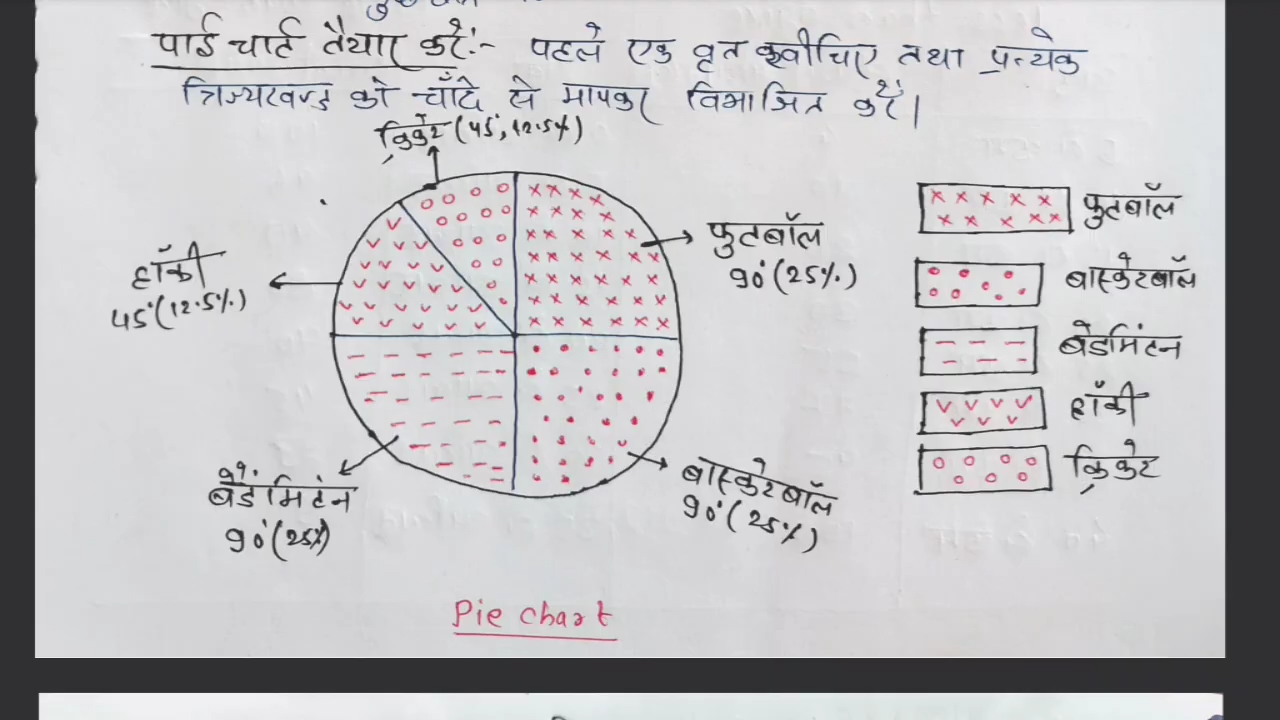 पाई चार्ट तैयार करें:- पहले एक वृत खींचिए तथा प्रत्येक
त्रिज्यखण्ड को चाँदे से मापकर विभाजित करें।
क्रिकेट (45°, 12.5%)
फुटबॉल
90° (25%)
हॉकी
45° (12.5%)
बास्केटबॉल
90° (25%)
बेडमिंटन
90° (25%)
फुटबॉल
बास्केटबॉल
बेडमिंटन
हॉकी
क्रिकेट
Pie chart